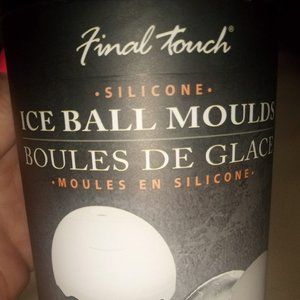 Final Touch®
• SILICONE •
ICE BALL MOULDS
BOULES DE GLACE
• MOULES EN SILICONE •